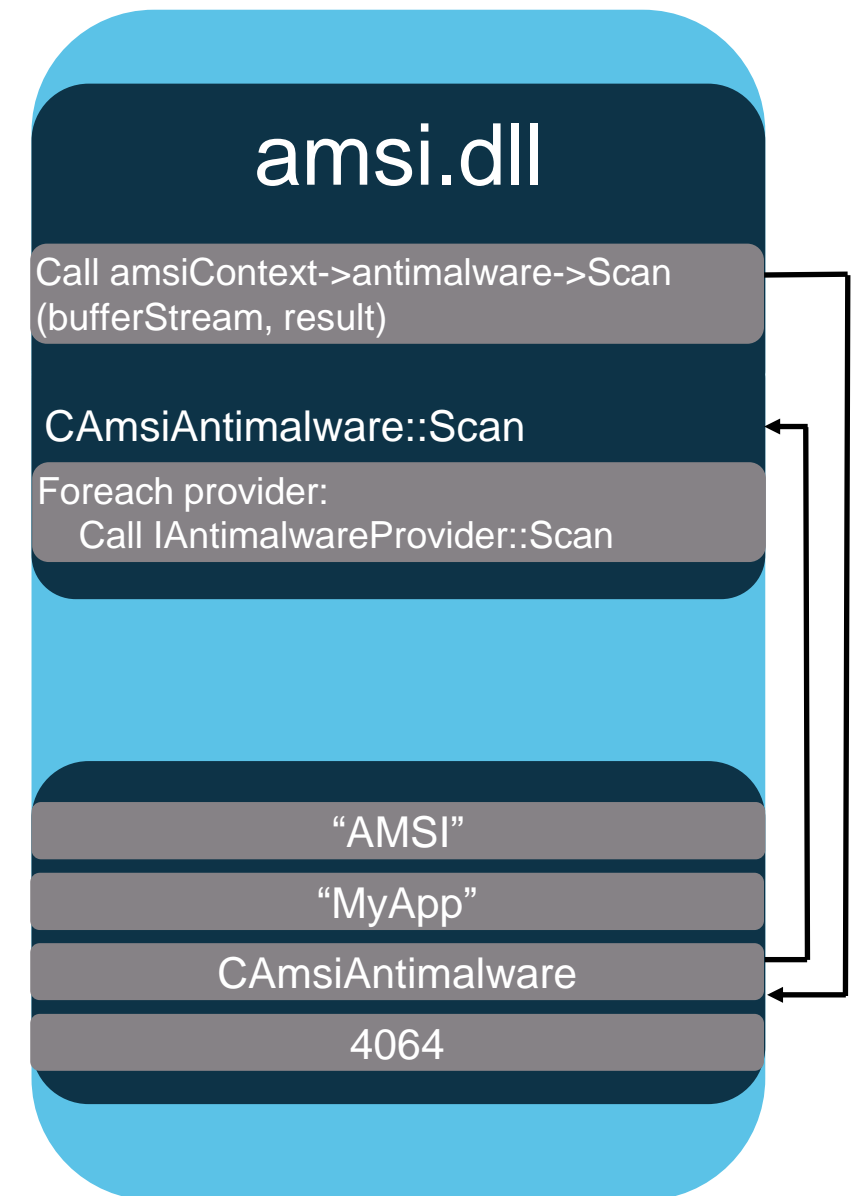 amsi.dll
Call amsiContext->antimalware->Scan
(bufferStream, result)
CAmsiAntimalware::Scan
Foreach provider:
Call IAntimalwareProvider::Scan
“AMSI”
“MyApp”
CAmsiAntimalware
4064